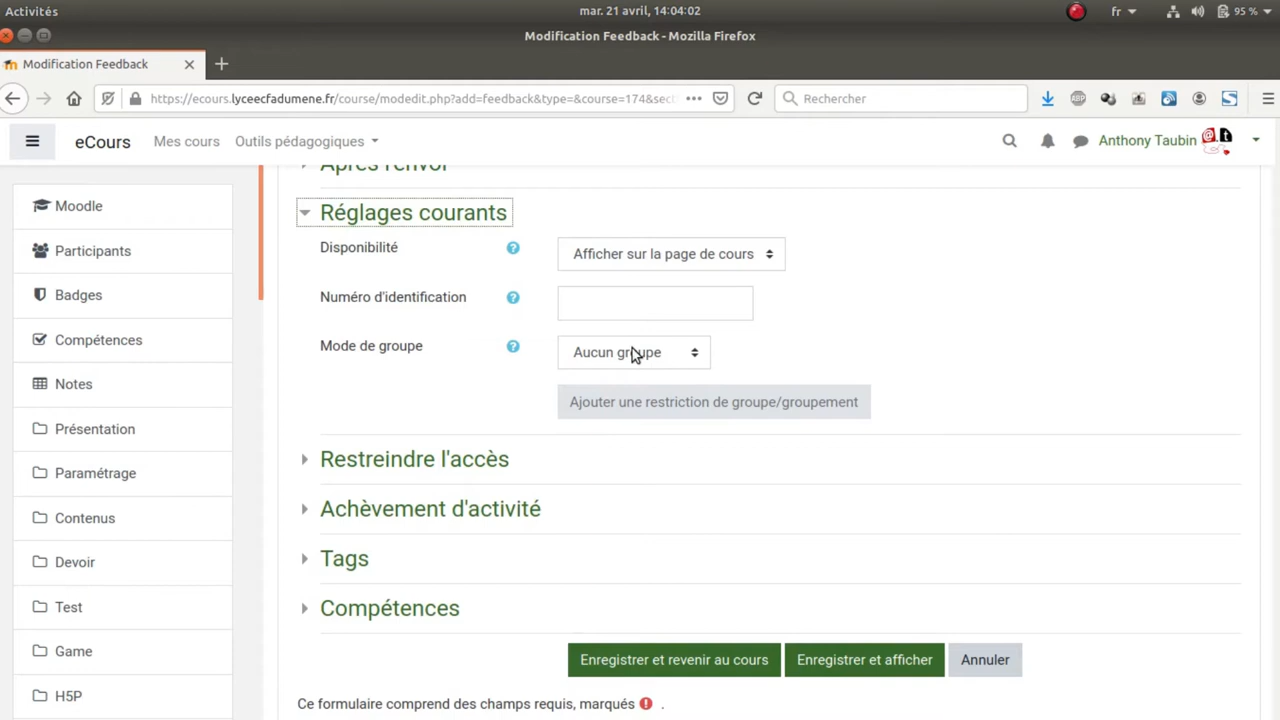 Activités
mar. 21 avril, 14:04:02
fr
95 %
Modification Feedback - Mozilla Firefox
Modification Feedback
https://ecours.lyceecfadumene.fr/course/modedit.php?add=feedback&type=&course=174&sec
Rechercher
ABP
S
eCours
Mes cours
Outils pédagogiques
Anthony Taubin
Moodle
Participants
Badges
Compétences
Notes
Présentation
Paramétrage
Contenus
Devoir
Test
Game
H5P
Après l'envoi
Réglages courants
Disponibilité
Afficher sur la page de cours
Numéro d'identification
Mode de groupe
Aucun groupe
Ajouter une restriction de groupe/groupement
Restreindre l'accès
Achèvement d'activité
Tags
Compétences
Enregistrer et revenir au cours
Enregistrer et afficher
Annuler
Ce formulaire comprend des champs requis, marqués .